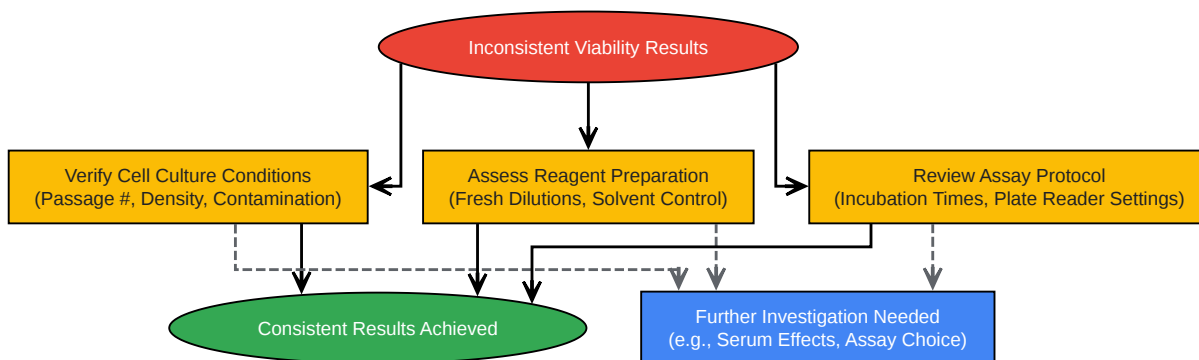 Inconsistent Viability Results
Verify Cell Culture Conditions
(Passage #, Density, Contamination)
Assess Reagent Preparation
(Fresh Dilutions, Solvent Control)
Review Assay Protocol
(Incubation Times, Plate Reader Settings)
Consistent Results Achieved
Further Investigation Needed
(e.g., Serum Effects, Assay Choice)